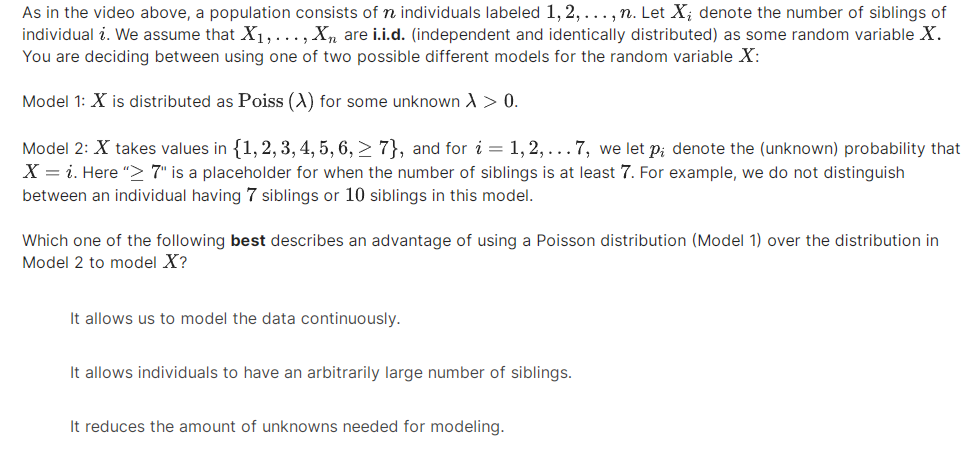 As in the video above, a population consists of n individuals labeled 1, 2, . . . , n. Let X_i denote the number of siblings of
individual i. We assume that X_1, . . . , X_n are i.i.d. (independent and identically distributed) as some random variable X.
You are deciding between using one of two possible different models for the random variable X:
Model 1: X is distributed as Poiss (λ) for some unknown λ > 0.
Model 2: X takes values in {1, 2, 3, 4, 5, 6, ≥ 7}, and for i = 1, 2, . . . 7, we let p_i denote the (unknown) probability that
X = i. Here “≥ 7" is a placeholder for when the number of siblings is at least 7. For example, we do not distinguish
between an individual having 7 siblings or 10 siblings in this model.
Which one of the following best describes an advantage of using a Poisson distribution (Model 1) over the distribution in
Model 2 to model X?
It allows us to model the data continuously.
It allows individuals to have an arbitrarily large number of siblings.
It reduces the amount of unknowns needed for modeling.